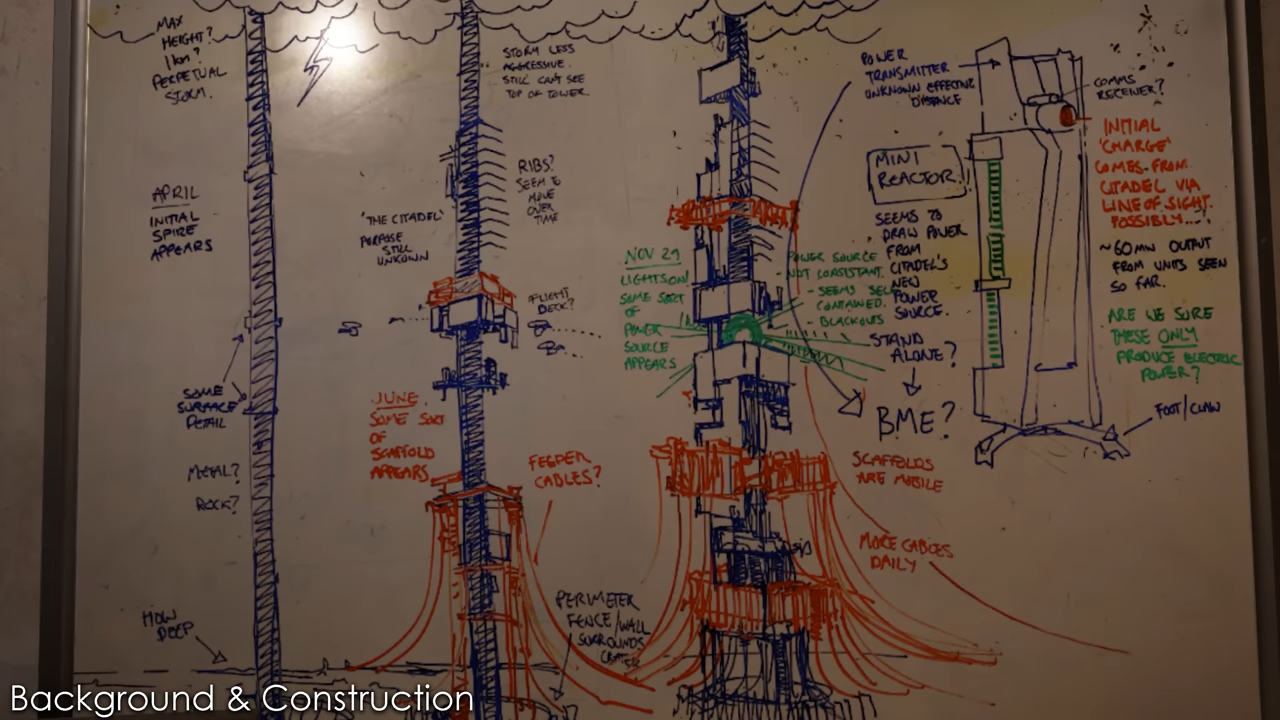 MAX
HEIGHT?
1km?
PERPETUAL
STORM.
APRIL
INITIAL
SPIRE
APPEARS
SOME
SURFACE
DETAIL
METAL?
ROCK?
HOW
DEEP
STORM LESS
AGGRESSIVE.
STILL CAN'T SEE
TOP OF TOWER.
RIBS?
SEEM TO
MOVE
OVER
TIME
'THE CITADEL'
PURPOSE
STILL
UNKOWN
FLIGHT
DECK?
JUNE.
SOME SORT
OF
SCAFFOLD
APPEARS
FEEDER
CABLES?
PERIMETER
FENCE/WALL
SURROUNDS
CRATER
NOV 29
LIGHTS ON!
SOME SORT
OF
POWER
SOURCE
APPEARS
POWER SOURCE
- NOT CONSISTANT.
- SEEMS SELF
CONTAINED.
- BLACKOUTS
SCAFFOLDS
ARE MOBILE
MORE CABLES
DAILY
POWER
TRANSMITTER
UNKNOWN EFFECTIVE
DISTENCE
MINI
REACTOR.
SEEMS TO
DRAW POWER
FROM
CITADEL'S
NEW
POWER
SOURCE.
STAND
ALONE?
BME?
COMMS
RECEIVER?
INITIAL
'CHARGE'
COMES FROM
CITADEL VIA
LINE OF SIGHT.
POSSIBLY....
~60MW OUTPUT
FROM UNITS SEEN
SO FAR.
ARE WE SURE
THESE ONLY
PRODUCE ELECTRIC
POWER?
FOOT/CLAW
Background & Construction